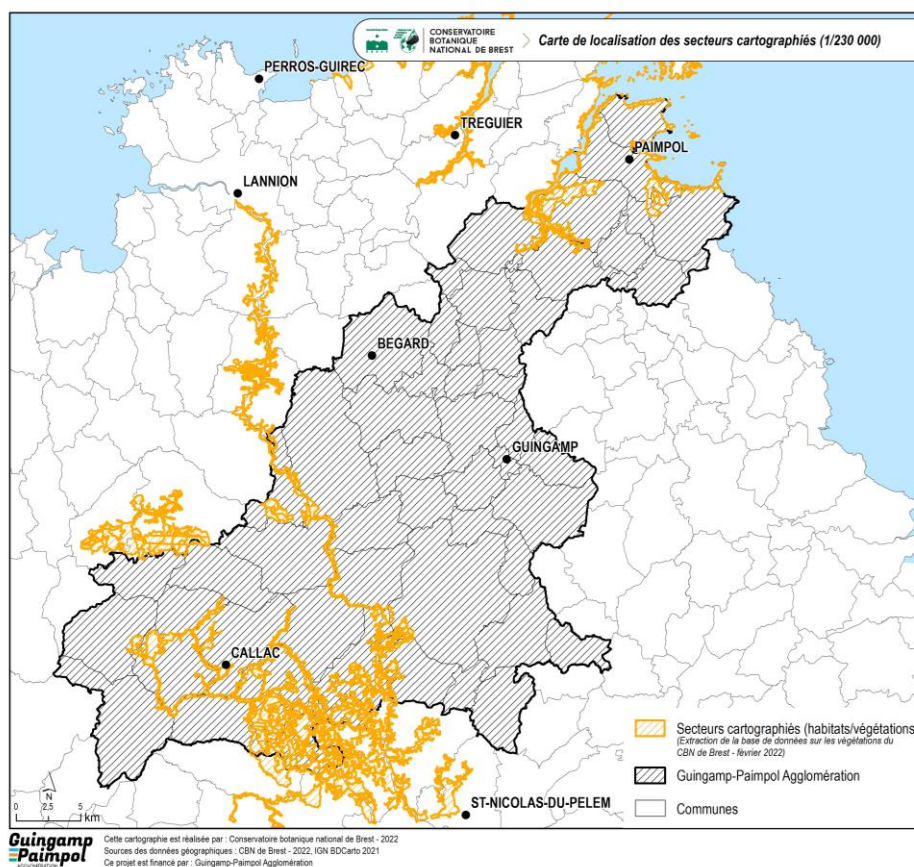 CONSERVATOIRE
BOTANIQUE
NATIONAL DE BREST
Carte de localisation des secteurs cartographiés (1/230 000)
PERROS-GUIREC
TREGUIER
PAIMPOL
LANNION
BEGARD
GUINGAMP
CALLAC
ST-NICOLAS-DU-PELEM
Secteurs cartographiés (habitats/végétations
(Extraction de la base de données sur les végétations du
CBN de Brest - février 2022)
Guingamp-Paimpol Agglomération
Communes
N
0 2,5 5
km
Guingamp
Paimpol
AGGLOMÉRATION
Cette cartographie est réalisée par : Conservatoire botanique national de Brest - 2022
Sources des données géographiques : CBN de Brest - 2022, IGN BDCarto 2021
Ce projet est financé par : Guingamp-Paimpol Agglomération